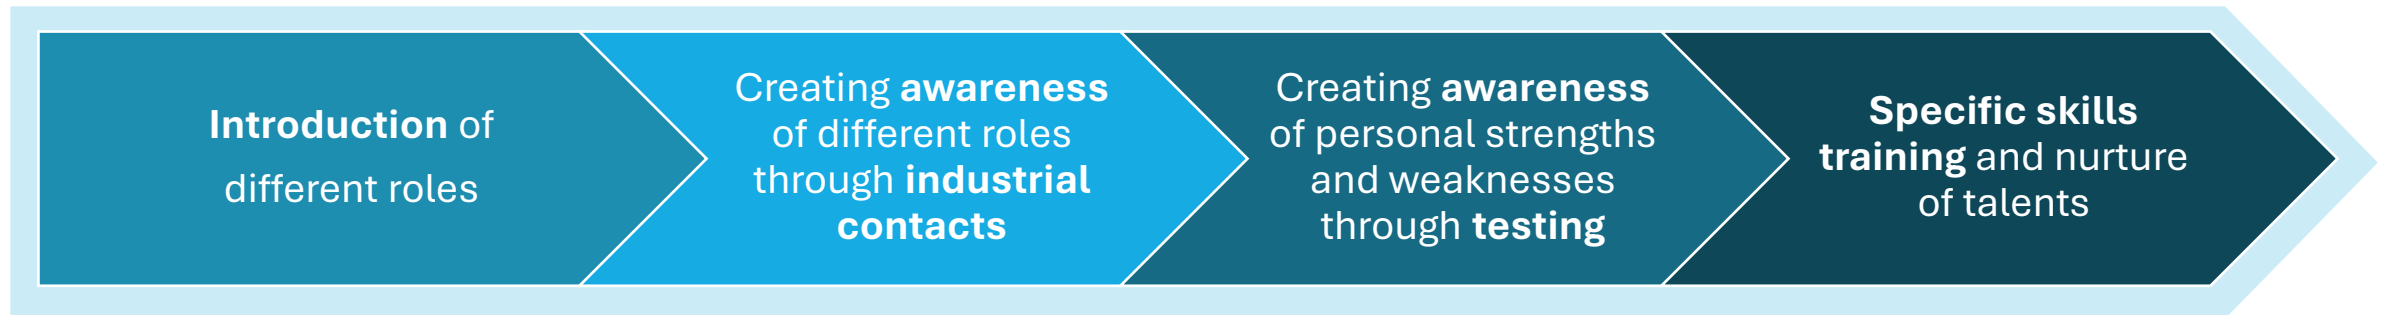 Introduction of
different roles
Creating awareness
of different roles
through industrial
contacts
Creating awareness
of personal strengths
and weaknesses
through testing
Specific skills
training and nurture
of talents